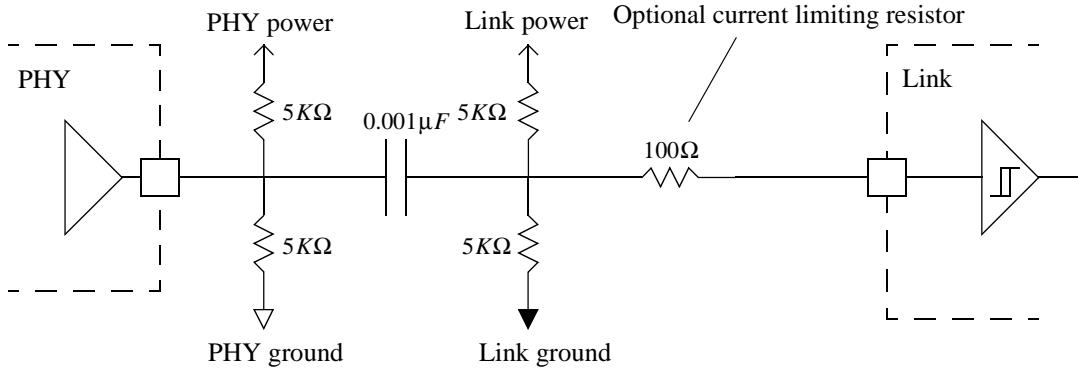 Optional current limiting resistor
PHY power
Link power
PHY
Link
5KΩ
0.001μF
5KΩ
100Ω
5KΩ
5KΩ
PHY ground
Link ground